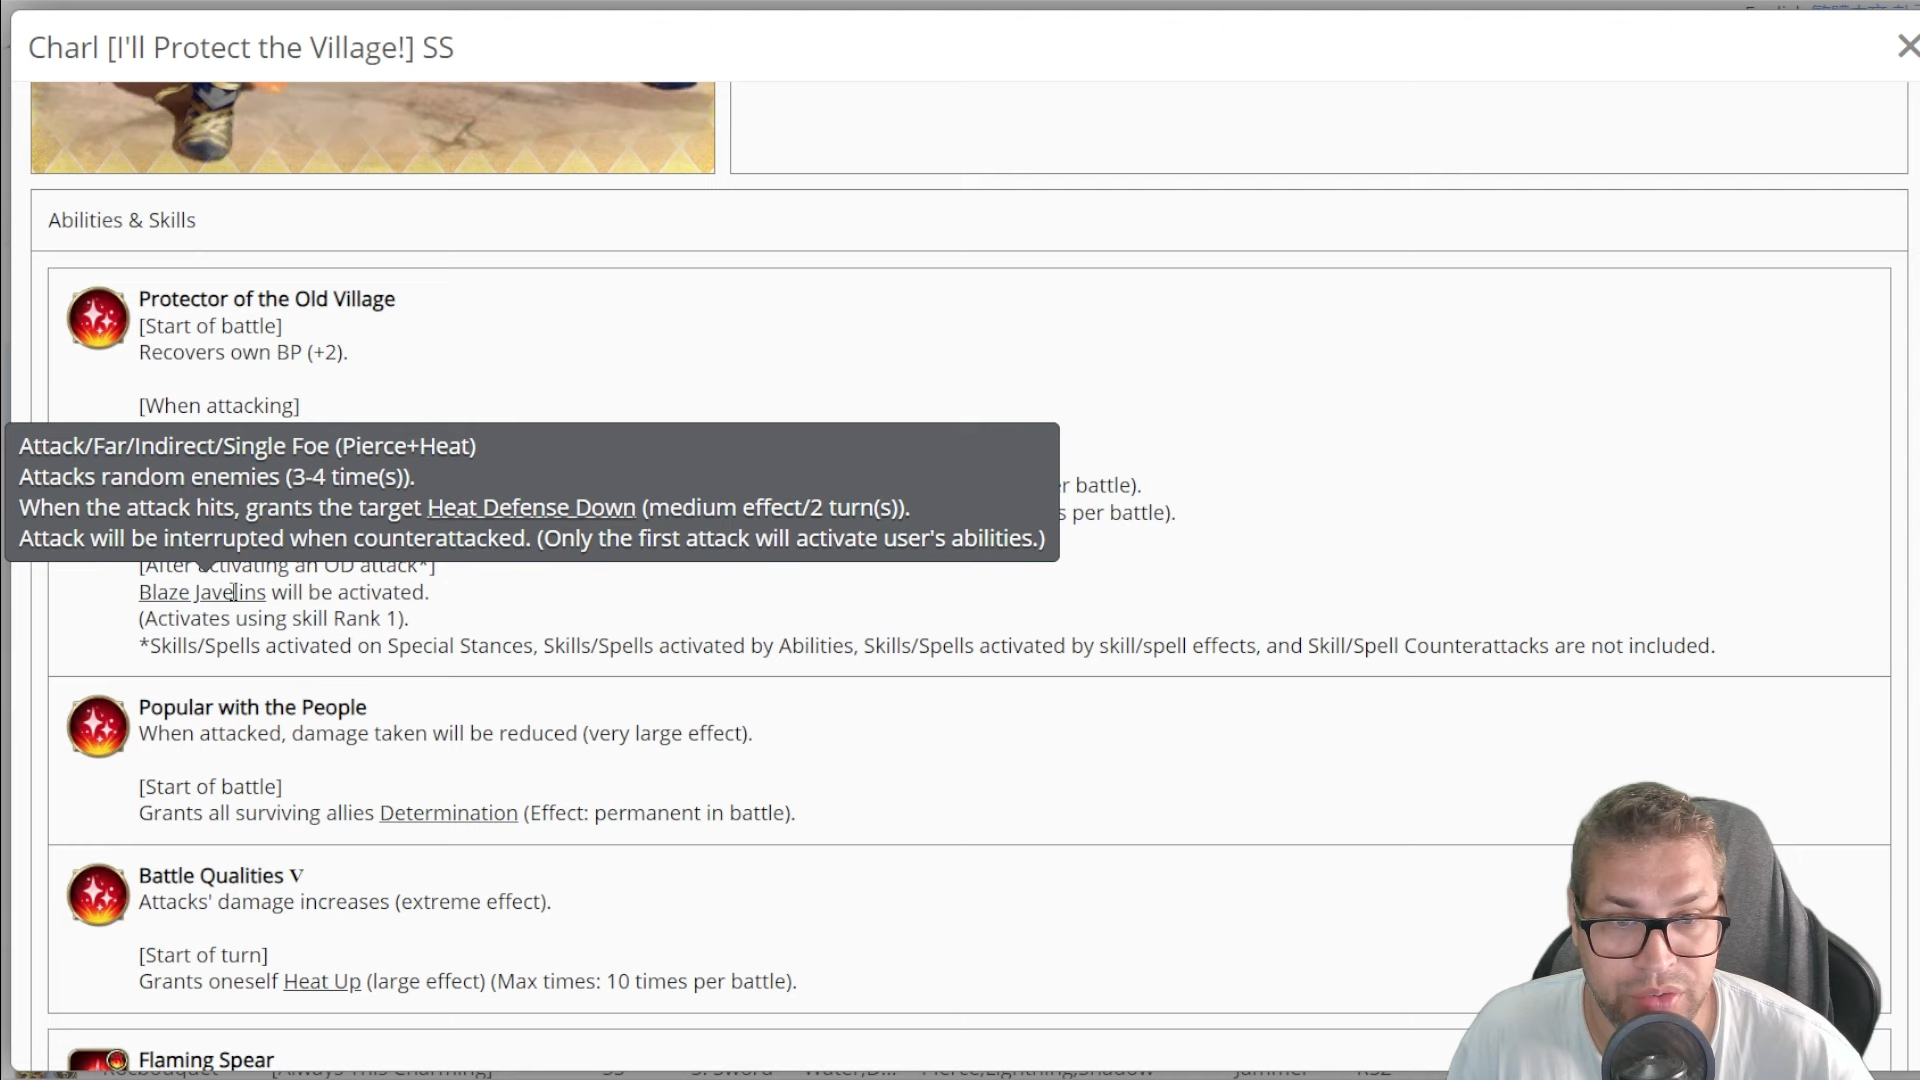 Charl [I'll Protect the Village!] SS
Abilities & Skills
Protector of the Old Village
[Start of battle]
Recovers own BP (+2).
[When attacking]
Attack/Far/Indirect/Single Foe (Pierce+Heat)
Attacks random enemies (3-4 time(s)).
r battle).
When the attack hits, grants the target Heat Defense Down (medium effect/2 turn(s)).
s per battle).
Attack will be interrupted when counterattacked. (Only the first attack will activate user's abilities.)
[After activating an OD attack*]
Blaze Javelins will be activated.
(Activates using skill Rank 1).
*Skills/Spells activated on Special Stances, Skills/Spells activated by Abilities, Skills/Spells activated by skill/spell effects, and Skill/Spell Counterattacks are not included.
Popular with the People
When attacked, damage taken will be reduced (very large effect).
[Start of battle]
Grants all surviving allies Determination (Effect: permanent in battle).
Battle Qualities V
Attacks' damage increases (extreme effect).
[Start of turn]
Grants oneself Heat Up (large effect) (Max times: 10 times per battle).
Flaming Spear